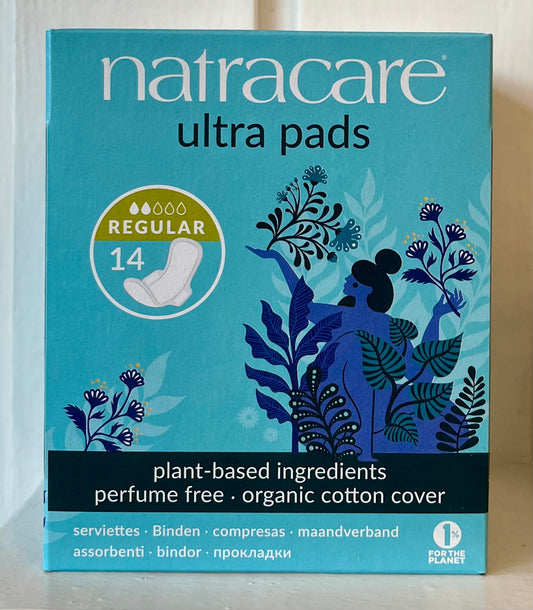 natracare®
ultra pads
REGULAR
14
plant-based ingredients
perfume free · organic cotton cover
serviettes · Binden · compresas · maandverband
assorbenti · bindor · прокладки
1%
FOR THE
PLANET